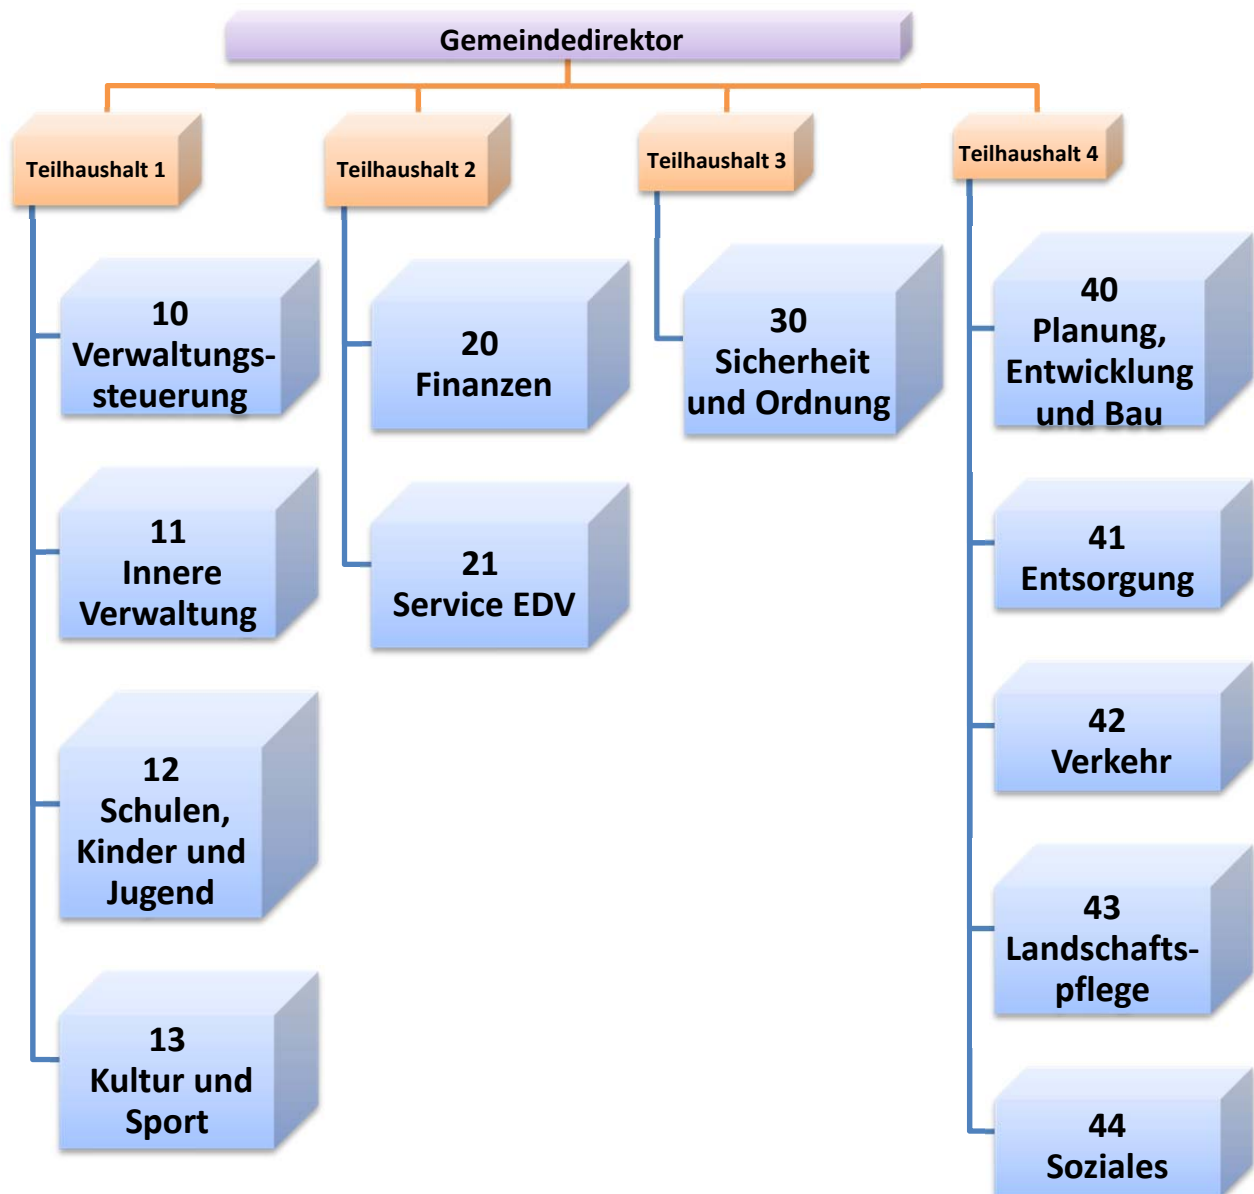 Gemeindedirektor
Teilhaushalt 1
Teilhaushalt 2
Teilhaushalt 3
Teilhaushalt 4
10
Verwaltungs-
steuerung
11
Innere
Verwaltung
12
Schulen,
Kinder und
Jugend
13
Kultur und
Sport
20
Finanzen
21
Service EDV
30
Sicherheit
und Ordnung
40
Planung,
Entwicklung
und Bau
41
Entsorgung
42
Verkehr
43
Landschafts-
pflege
44
Soziales